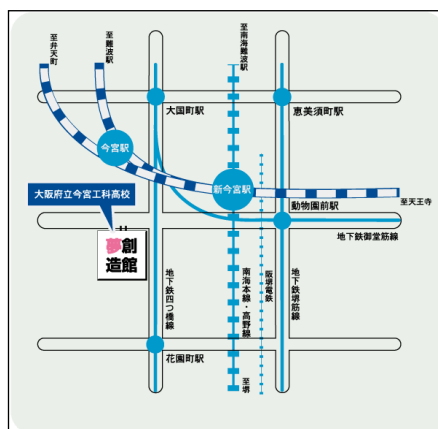 至難波駅
至井天町
至南海難波駅
大国町駅
恵美須町駅
今宮駅
大阪府立今宮工科高校
新今宮駅
至天王寺
動物園前駅
地下鉄御堂筋線
夢創
造館
地下鉄四つ橋線
南海本線・高野線
阪堺電鉄
地下鉄堺筋線
花園町駅
至堺